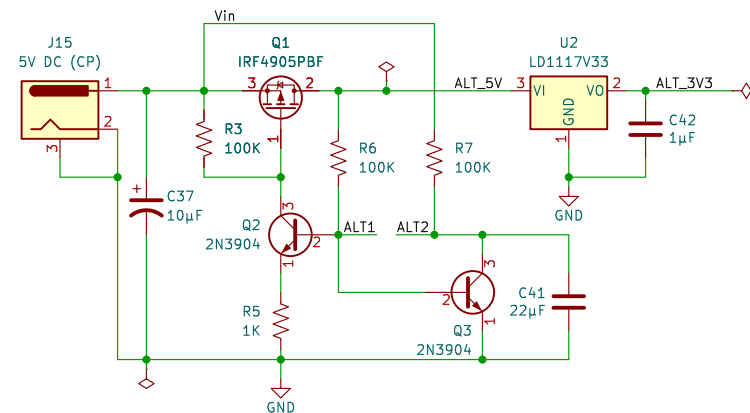 Vin
J15
5V DC (CP)
1
2
3
Q1
IRF4905PBF
3
2
1
R3
100K
R6
100K
R7
100K
ALT_5V
U2
LD1117V33
3
VI
VO
2
GND
1
ALT_3V3
C42
1µF
GND
+
C37
10µF
Q2
2N3904
3
2
1
ALT1
ALT2
R5
1K
3
2
1
Q3
2N3904
C41
22µF
GND